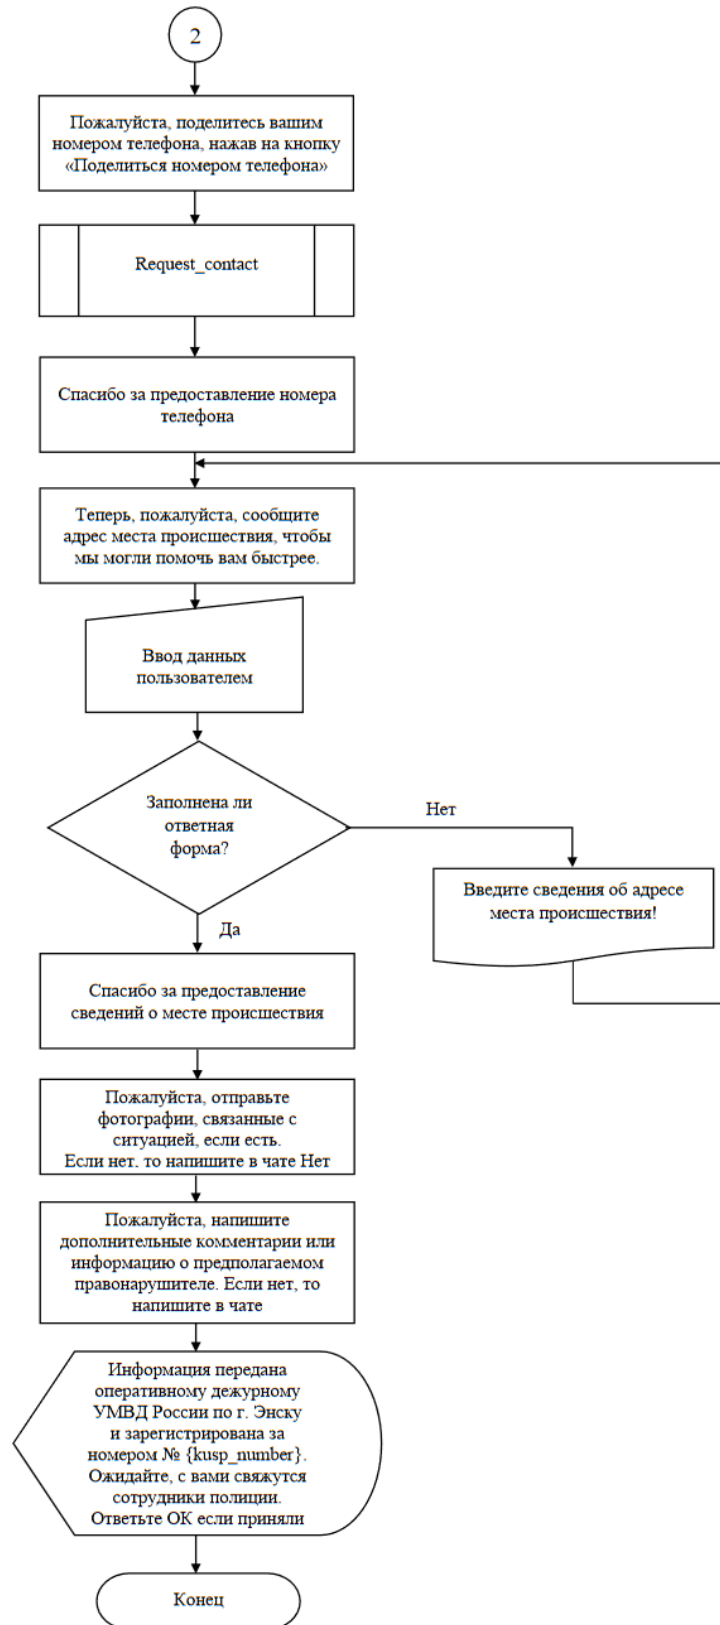 2
Пожалуйста, поделитесь вашим
номером телефона, нажав на кнопку
«Поделиться номером телефона»
Request_contact
Спасибо за предоставление номера
телефона
Теперь, пожалуйста, сообщите
адрес места происшествия, чтобы
мы могли помочь вам быстрее.
Ввод данных
пользователем
Заполнена ли
ответная
форма?
Нет
Введите сведения об адресе
места происшествия!
Да
Спасибо за предоставление
сведений о месте происшествия
Пожалуйста, отправьте
фотографии, связанные с
ситуацией, если есть.
Если нет, то напишите в чате Нет
Пожалуйста, напишите
дополнительные комментарии или
информацию о предполагаемом
правонарушителе. Если нет, то
напишите в чате
Информация передана
оперативному дежурному
УМВД России по г. Энску
и зарегистрирована за
номером № {kusp_number}.
Ожидайте, с вами свяжутся
сотрудники полиции.
Ответьте ОК если приняли
Конец